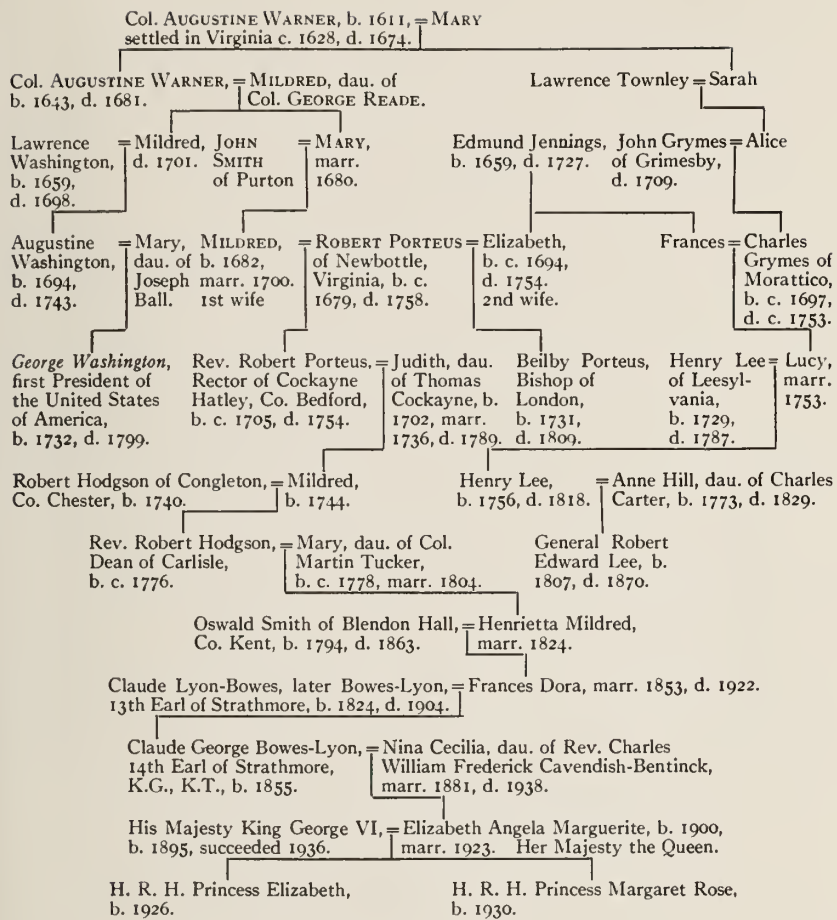 Col. AUGUSTINE WARNER, b. 1611, = MARY
settled in Virginia c. 1628, d. 1674.
Col. AUGUSTINE WARNER, = MILDRED, dau. of
b. 1643, d. 1681. Col. GEORGE READE.
Lawrence Townley = Sarah
Lawrence
Washington,
b. 1659,
d. 1698.
= Mildred,
d. 1701.
JOHN
SMITH
of Purton
= MARY,
marr.
1680.
Edmund Jennings,
b. 1659, d. 1727.
John Grymes
of Grimesby,
d. 1709.
= Alice
Augustine
Washington,
b. 1694,
d. 1743.
= Mary,
dau. of
Joseph
Ball.
MILDRED,
b. 1682,
marr. 1700.
1st wife
= ROBERT PORTEUS =
of Newbottle,
Virginia, b. c.
1679, d. 1758.
Elizabeth,
b. c. 1694,
d. 1754.
2nd wife.
Frances = Charles
Grymes of
Morattico,
b. c. 1697,
d. c. 1753.
George Washington,
first President of
the United States
of America,
b. 1732, d. 1799.
Rev. Robert Porteus,
Rector of Cockayne
Hatley, Co. Bedford,
b. c. 1705, d. 1754.
= Judith, dau.
of Thomas
Cockayne, b.
1702, marr.
1736, d. 1789.
Beilby Porteus,
Bishop of
London,
b. 1731,
d. 1809.
Henry Lee
of Leesyl-
vania,
b. 1729,
d. 1787.
= Lucy,
marr.
1753.
Robert Hodgson of Congleton, = Mildred,
Co. Chester, b. 1740. b. 1744.
Henry Lee, = Anne Hill, dau. of Charles
b. 1756, d. 1818. Carter, b. 1773, d. 1829.
Rev. Robert Hodgson,
Dean of Carlisle,
b. c. 1776.
= Mary, dau. of Col.
Martin Tucker,
b. c. 1778, marr. 1804.
General Robert
Edward Lee, b.
1807, d. 1870.
Oswald Smith of Blendon Hall, = Henrietta Mildred,
Co. Kent, b. 1794, d. 1863. marr. 1824.
Claude Lyon-Bowes, later Bowes-Lyon, = Frances Dora, marr. 1853, d. 1922.
13th Earl of Strathmore, b. 1824, d. 1904.
Claude George Bowes-Lyon, = Nina Cecilia, dau. of Rev. Charles
14th Earl of Strathmore, William Frederick Cavendish-Bentinck,
K.G., K.T., b. 1855. marr. 1881, d. 1938.
His Majesty King George VI, = Elizabeth Angela Marguerite, b. 1900,
b. 1895, succeeded 1936. marr. 1923. Her Majesty the Queen.
H. R. H. Princess Elizabeth,
b. 1926.
H. R. H. Princess Margaret Rose,
b. 1930.